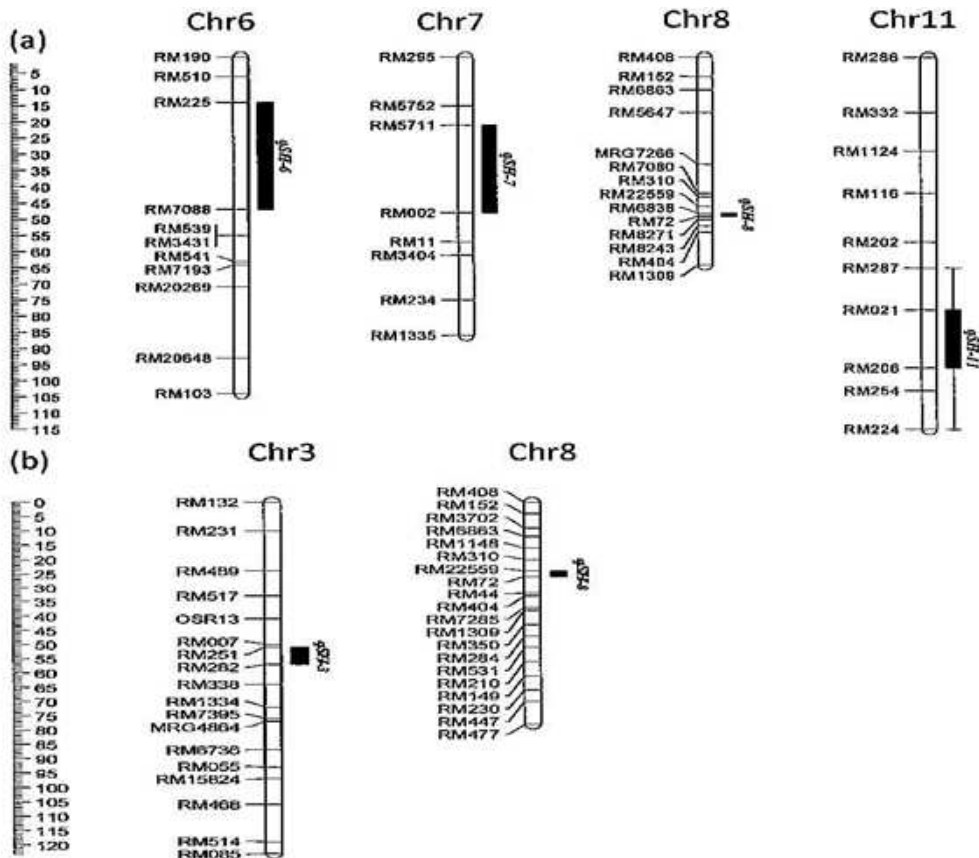 Chr6 Chr7 Chr8 Chr11
(a)
5
10
15
20
25
30
35
40
45
50
55
60
65
70
75
80
85
90
95
100
105
110
115
RM190
RM510
RM225
RM7088
RM539
RM3431
RM541
RM7193
RM20269
RM20648
RM103
qSH-6
RM295
RM5752
RM5711
RM002
RM11
RM3404
RM234
RM1335
qSH-7
RM408
RM152
RM6863
RM5647
MRG7266
RM7080
RM310
RM22559
RM6838
RM72
RM8271
RM8243
RM404
RM1309
qSH-8
RM286
RM332
RM1124
RM116
RM202
RM287
RM021
RM206
RM254
RM224
qSH-11
(b)
Chr3 Chr8
0
5
10
15
20
25
30
35
40
45
50
55
60
65
70
75
80
85
90
95
100
105
110
115
120
RM132
RM231
RM489
RM517
OSR13
RM007
RM251
RM282
RM338
RM1334
RM7395
MRG4864
RM6736
RM055
RM15824
RM468
RM514
RM085
qSH-3
RM408
RM152
RM3702
RM6863
RM1148
RM310
RM22559
RM72
RM44
RM404
RM7285
RM1309
RM350
RM284
RM531
RM210
RM149
RM230
RM447
RM477
qSH-8